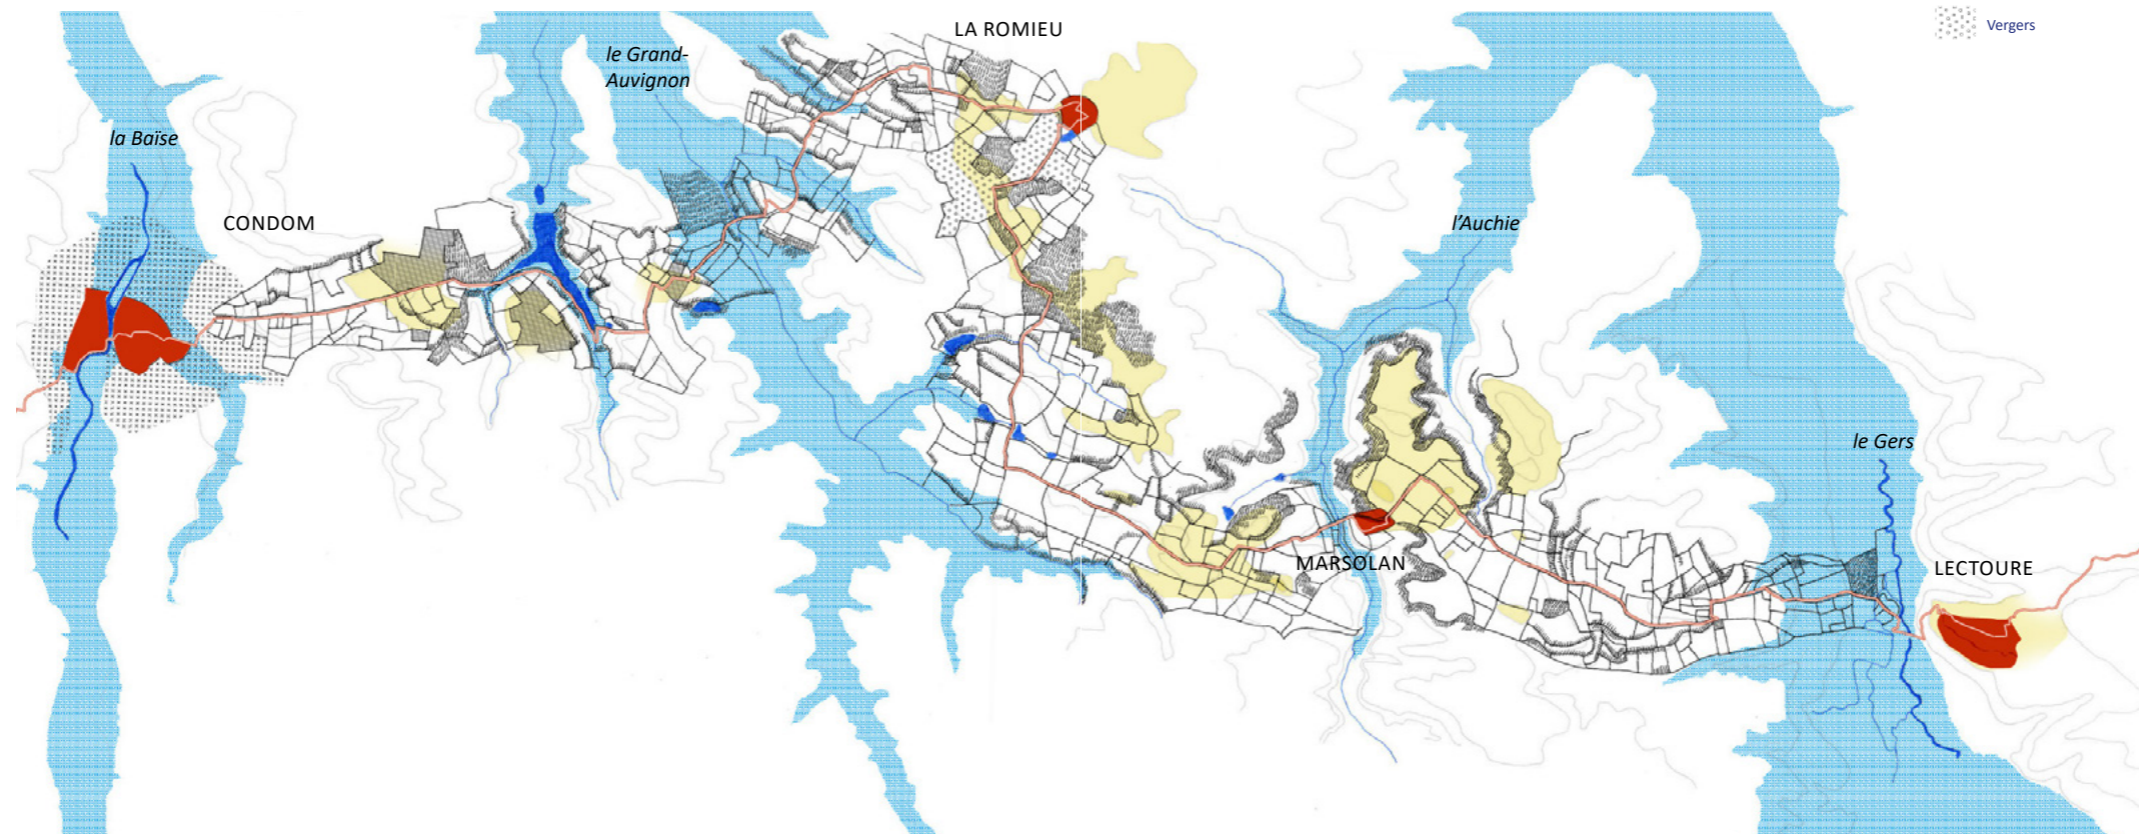 LA ROMIEU
Vergers
le Grand-
Auvignon
la Baïse
CONDOM
l'Auchie
le Gers
MARSOLAN
LECTOURE